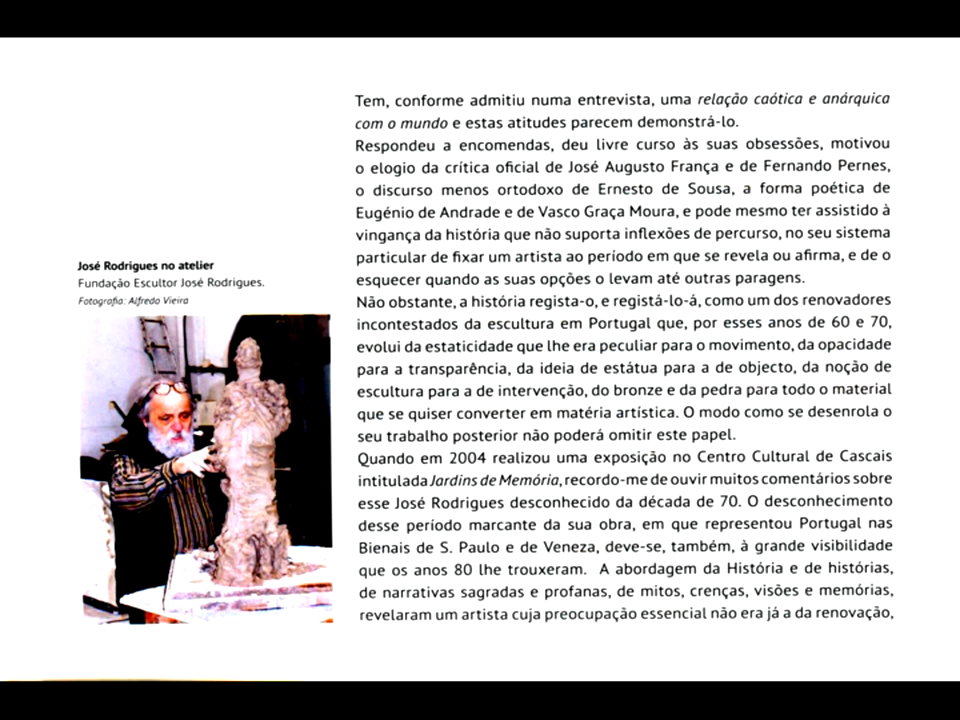 José Rodrigues no atelier
Fundação Escultor José Rodrigues.
Fotografia: Alfredo Vieira
Tem, conforme admitiu numa entrevista, uma relação caótica e anárquica
com o mundo e estas atitudes parecem demonstrá-lo.
Respondeu a encomendas, deu livre curso às suas obsessões, motivou
o elogio da crítica oficial de José Augusto França e de Fernando Pernes,
o discurso menos ortodoxo de Ernesto de Sousa, a forma poética de
Eugénio de Andrade e de Vasco Graça Moura, e pode mesmo ter assistido à
vingança da história que não suporta inflexões de percurso, no seu sistema
particular de fixar um artista ao período em que se revela ou afirma, e de o
esquecer quando as suas opções o levam até outras paragens.
Não obstante, a história regista-o, e registá-lo-á, como um dos renovadores
incontestados da escultura em Portugal que, por esses anos de 60 e 70,
evolui da estaticidade que lhe era peculiar para o movimento, da opacidade
para a transparência, da ideia de estátua para a de objecto, da noção de
escultura para a de intervenção, do bronze e da pedra para todo o material
que se quiser converter em matéria artística. O modo como se desenrola o
seu trabalho posterior não poderá omitir este papel.
Quando em 2004 realizou uma exposição no Centro Cultural de Cascais
intitulada Jardins de Memória, recordo-me de ouvir muitos comentários sobre
esse José Rodrigues desconhecido da década de 70. O desconhecimento
desse período marcante da sua obra, em que representou Portugal nas
Bienais de S. Paulo e de Veneza, deve-se, também, à grande visibilidade
que os anos 80 lhe trouxeram. A abordagem da História e de histórias,
de narrativas sagradas e profanas, de mitos, crenças, visões e memórias,
revelaram um artista cuja preocupação essencial não era já a da renovação,